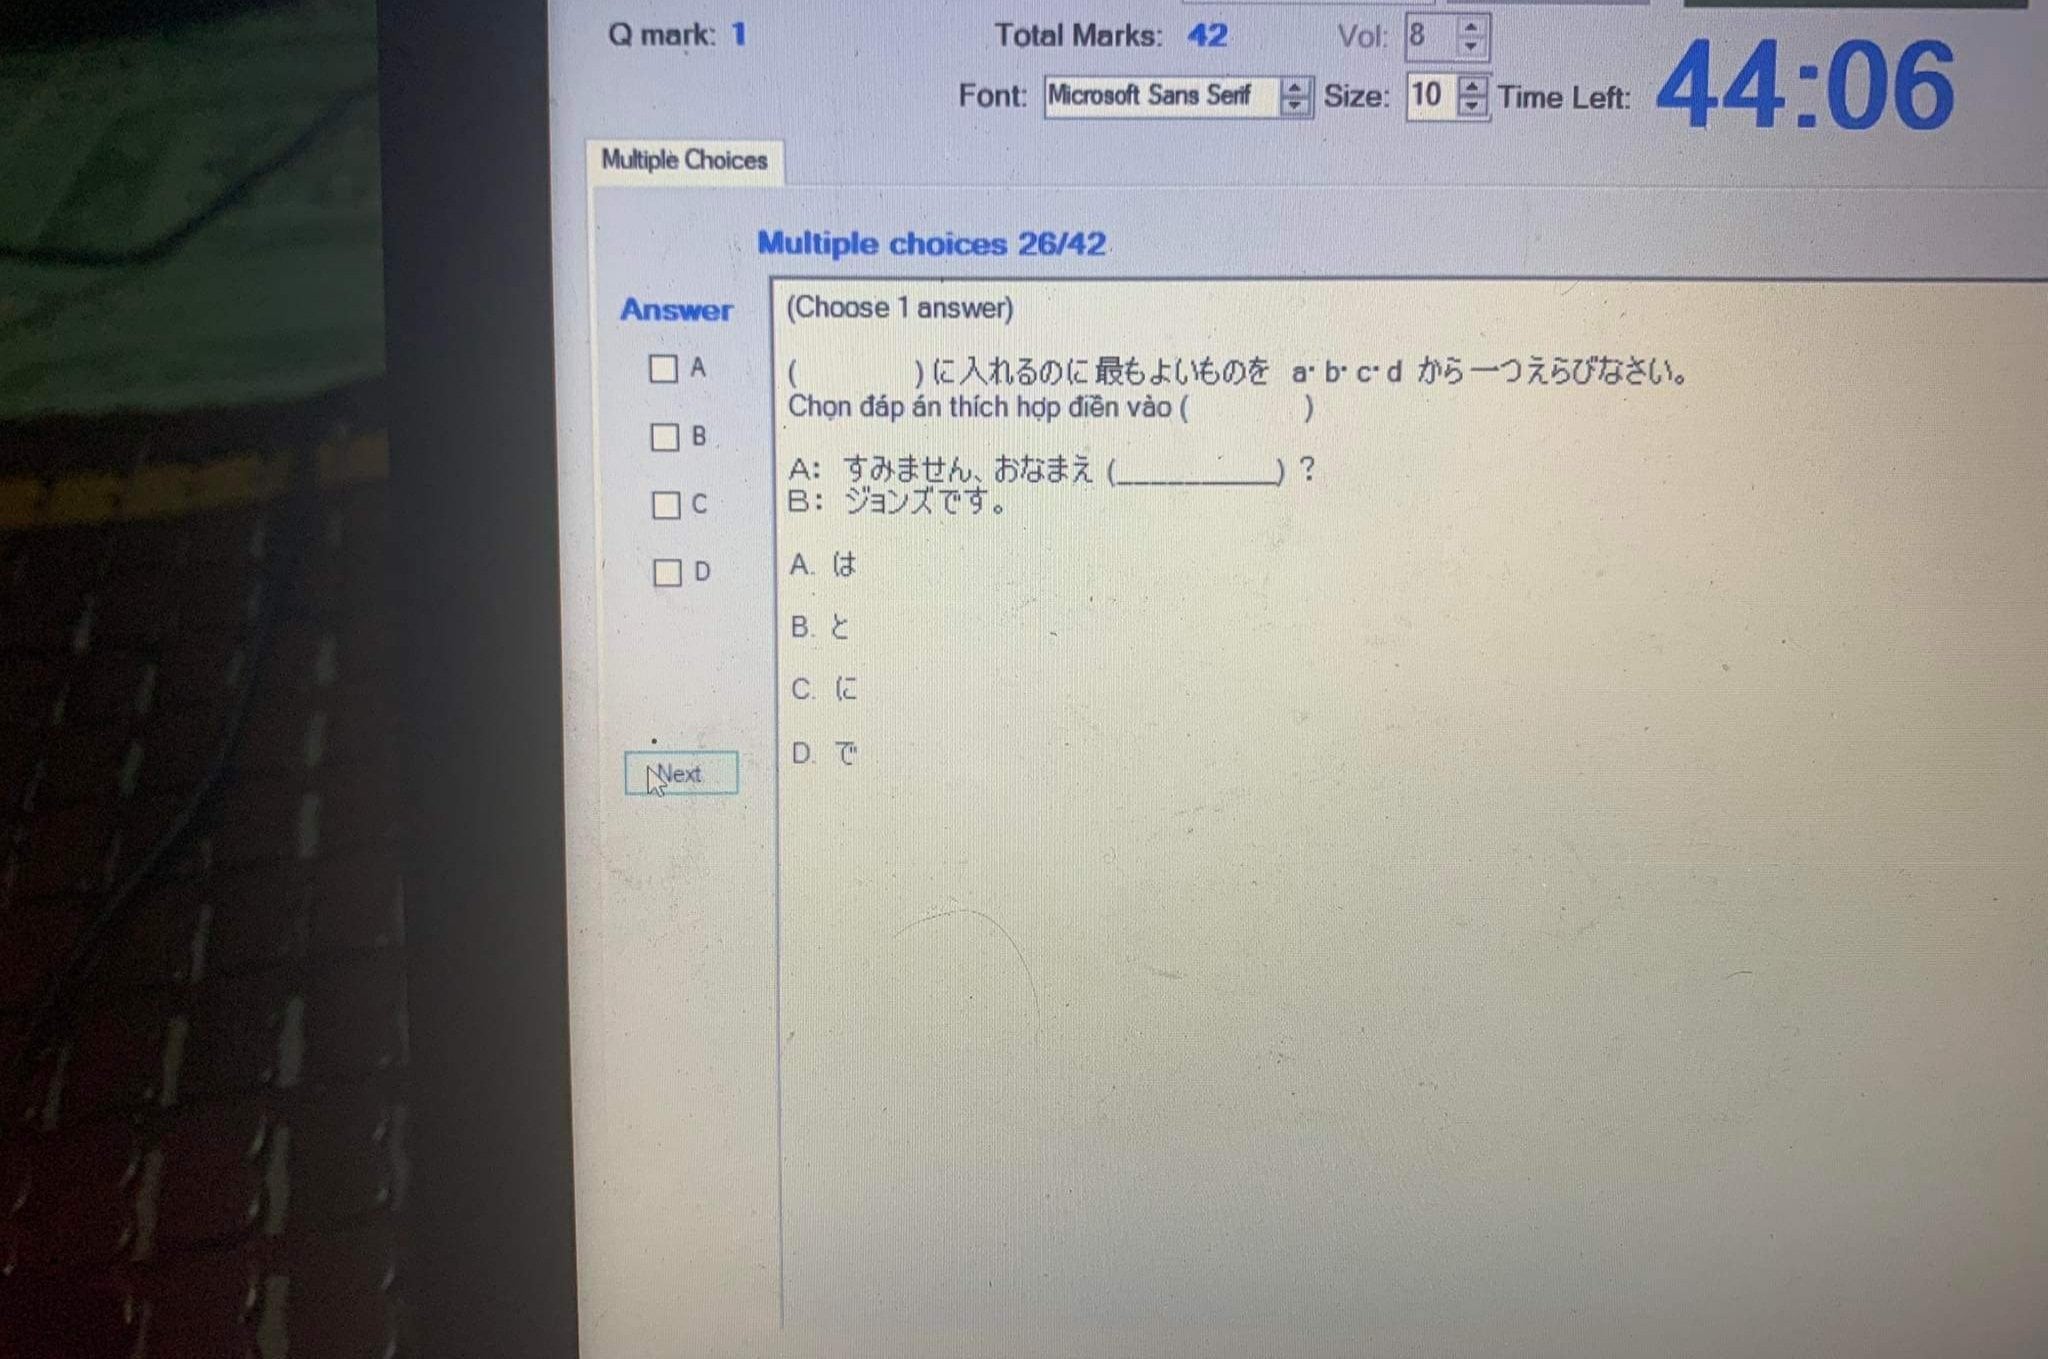 Q mark: 1
Total Marks: 42
Vol: 8
Font: Microsoft Sans Serif Size: 10 Time Left: 44:06
Multiple Choices
Multiple choices 26/42
Answer
A
B
C
D
Next
(Choose 1 answer)
(　　　　) に入れるのに最もよいものを a・b・c・d から一つえらびなさい。
Chọn đáp án thích hợp điền vào (　　　　)
A: すみません、おなまえ (__________) ?
B: ジョンズです。
A. は
B. と
C. に
D. で